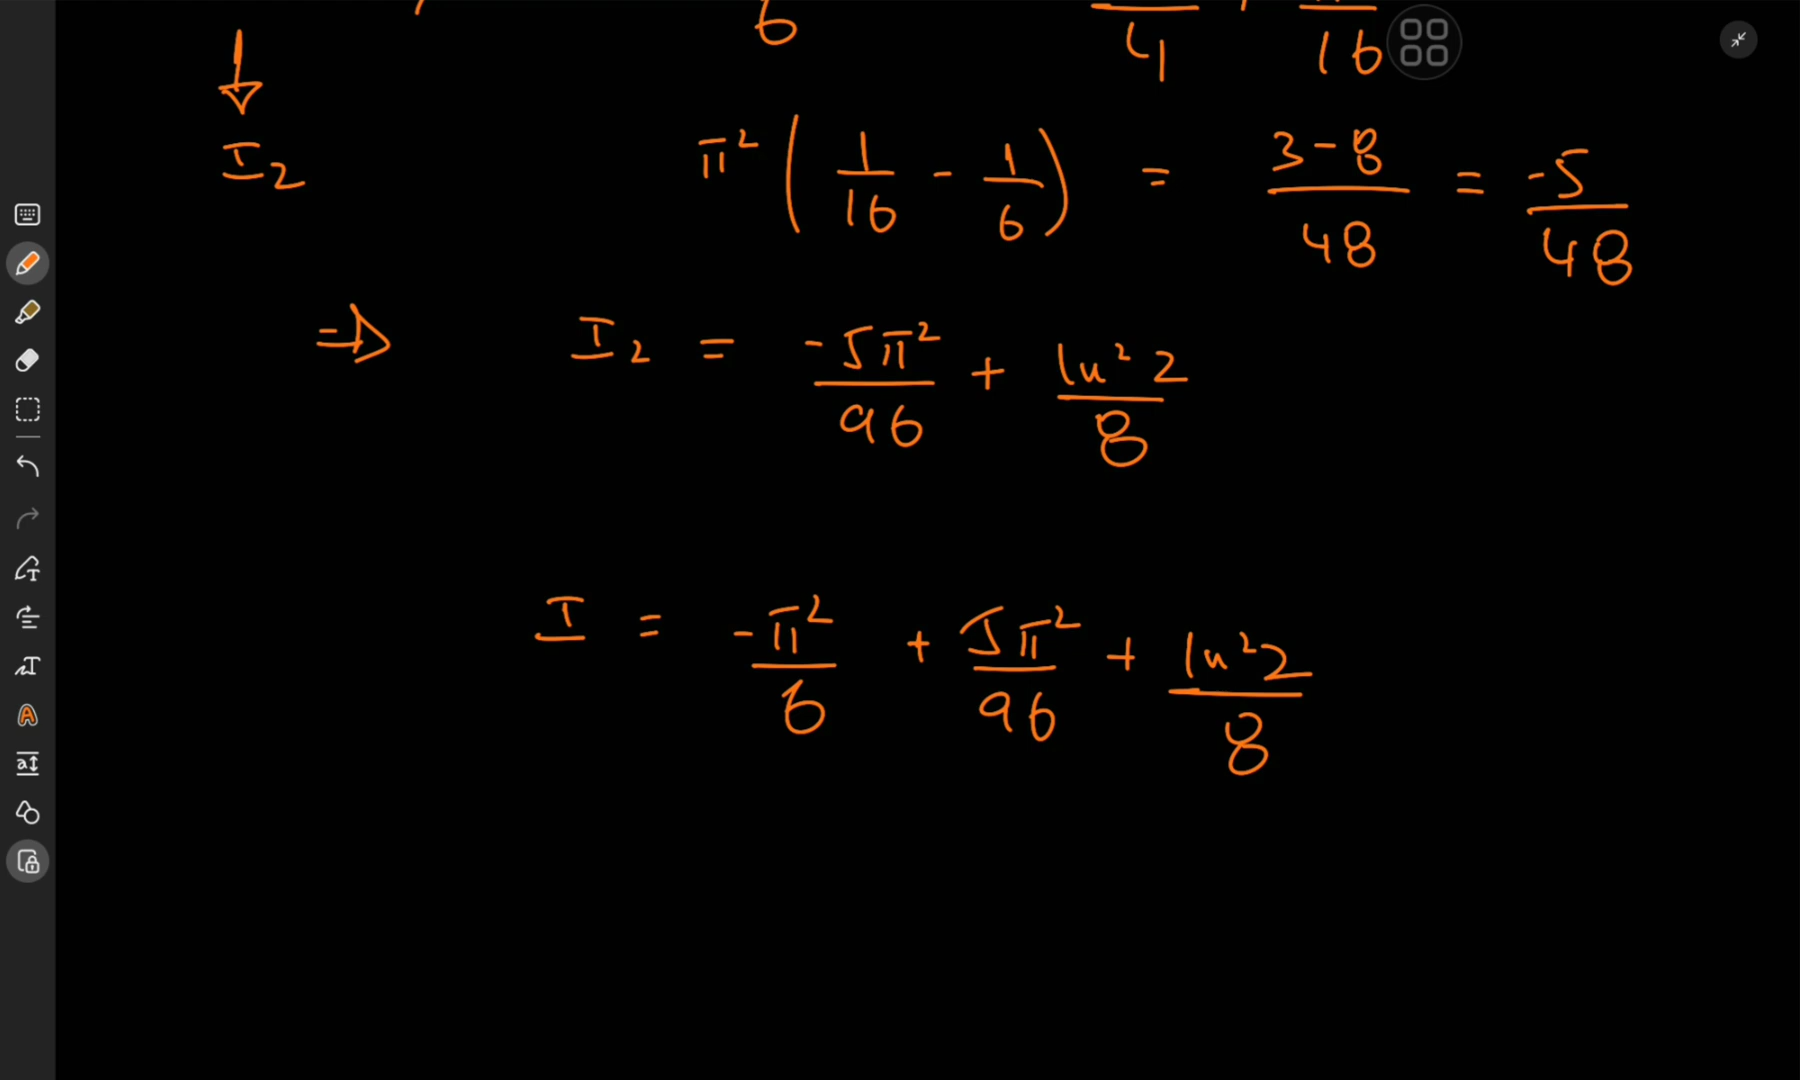 6 4 16
I₂ π² ( 1/16 - 1/6 ) = 3-8/48 = -5/48
⇒ I₂ = -5π²/96 + ln²2/8
I = -π²/6 + 5π²/96 + ln²2/8